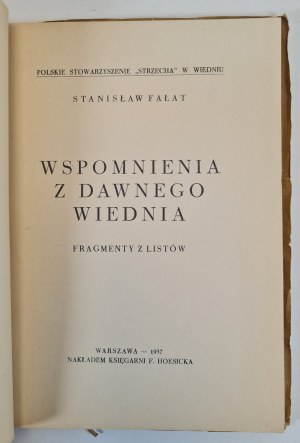 POLSKIE STOWARZYSZENIE „STRZECHA” W WIEDNIU
STANISŁAW FAŁAT
WSPOMNIENIA
Z DAWNEGO
WIEDNIA
FRAGMENTY Z LISTÓW
WARSZAWA — 1937
NAKŁADEM KSIĘGARNI F. HOESICKA